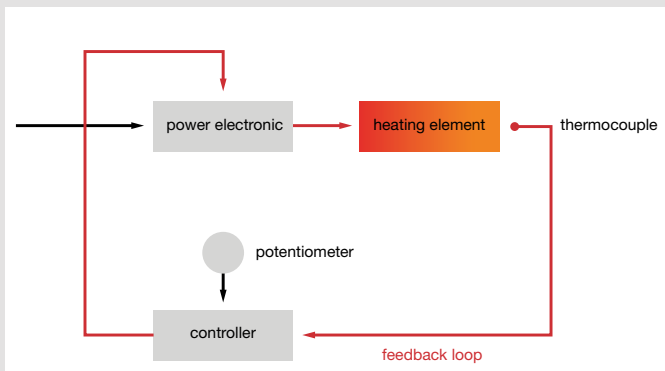 power electronic
heating element
thermocouple
potentiometer
controller
feedback loop